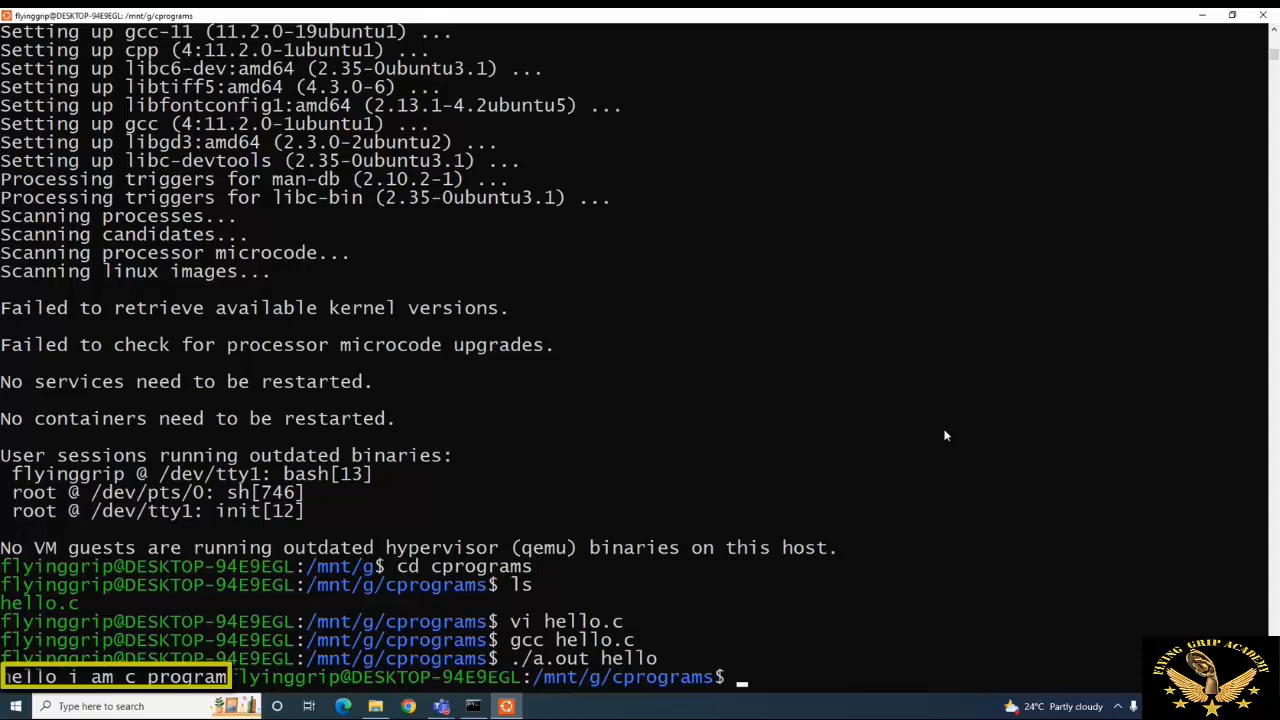 flyinggrip@DESKTOP-94E9EGL: /mnt/g/cprograms
Setting up gcc-11 (11.2.0-19ubuntu1) ...
Setting up cpp (4:11.2.0-1ubuntu1) ...
Setting up libc6-dev:amd64 (2.35-0ubuntu3.1) ...
Setting up libtiff5:amd64 (4.3.0-6) ...
Setting up libfontconfig1:amd64 (2.13.1-4.2ubuntu5) ...
Setting up gcc (4:11.2.0-1ubuntu1) ...
Setting up libgd3:amd64 (2.3.0-2ubuntu2) ...
Setting up libc-devtools (2.35-0ubuntu3.1) ...
Processing triggers for man-db (2.10.2-1) ...
Processing triggers for libc-bin (2.35-0ubuntu3.1) ...
Scanning processes...
Scanning candidates...
Scanning processor microcode...
Scanning linux images...
Failed to retrieve available kernel versions.
Failed to check for processor microcode upgrades.
No services need to be restarted.
No containers need to be restarted.
User sessions running outdated binaries:
flyinggrip @ /dev/tty1: bash[13]
root @ /dev/pts/0: sh[746]
root @ /dev/tty1: init[12]
No VM guests are running outdated hypervisor (qemu) binaries on this host.
flyinggrip@DESKTOP-94E9EGL:/mnt/g$ cd cprograms
flyinggrip@DESKTOP-94E9EGL:/mnt/g/cprograms$ ls
hello.c
flyinggrip@DESKTOP-94E9EGL:/mnt/g/cprograms$ vi hello.c
flyinggrip@DESKTOP-94E9EGL:/mnt/g/cprograms$ gcc hello.c
flyinggrip@DESKTOP-94E9EGL:/mnt/g/cprograms$ ./a.out hello
hello i am c programflyinggrip@DESKTOP-94E9EGL:/mnt/g/cprograms$
FLYING GRIP ACADEMY
Type here to search
24°C Partly cloudy